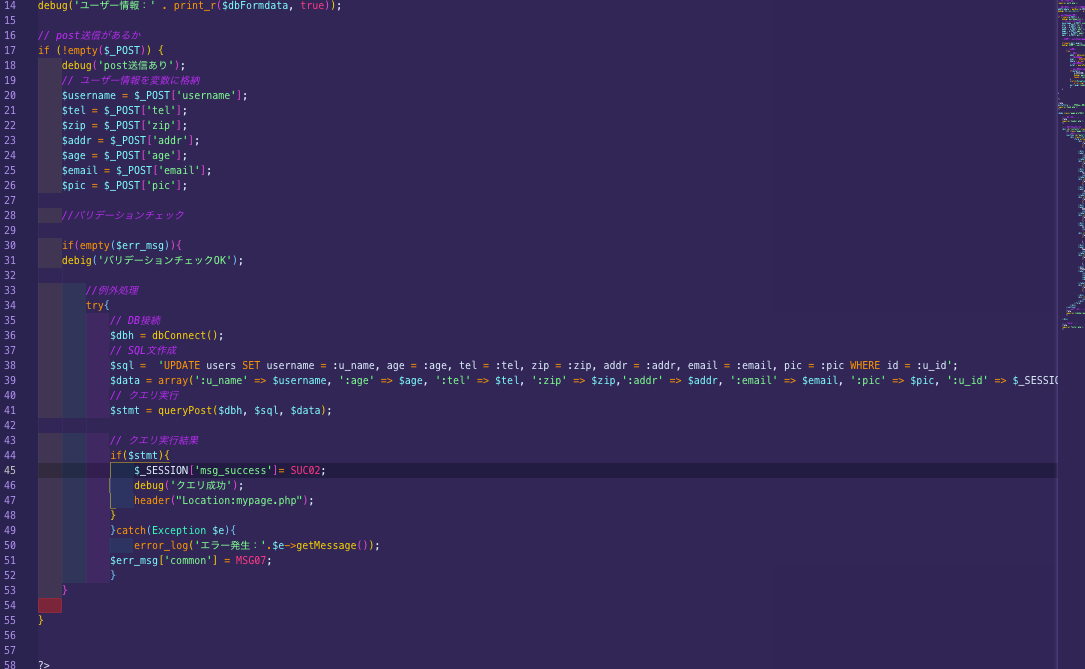 14 debug('ユーザー情報：' . print_r($dbFormdata, true));
15
16 // post送信があるか
17 if (!empty($_POST)) {
18 debug('post送信あり');
19 // ユーザー情報を変数に格納
20 $username = $_POST['username'];
21 $tel = $_POST['tel'];
22 $zip = $_POST['zip'];
23 $addr = $_POST['addr'];
24 $age = $_POST['age'];
25 $email = $_POST['email'];
26 $pic = $_POST['pic'];
27
28 //バリデーションチェック
29
30 if(empty($err_msg)){
31 debig('バリデーションチェックOK');
32
33 //例外処理
34 try{
35 // DB接続
36 $dbh = dbConnect();
37 // SQL文作成
38 $sql =  'UPDATE users SET username = :u_name, age = :age, tel = :tel, zip = :zip, addr = :addr, email = :email, pic = :pic WHERE id = :u_id';
39 $data = array(':u_name' => $username, ':age' => $age, ':tel' => $tel, ':zip' => $zip,':addr' => $addr, ':email' => $email, ':pic' => $pic, ':u_id' => $_SESSIO
40 // クエリ実行
41 $stmt = queryPost($dbh, $sql, $data);
42
43 // クエリ実行結果
44 if($stmt){
45 $_SESSION['msg_success']= SUC02;
46 debug('クエリ成功');
47 header("Location:mypage.php");
48 }
49 }catch(Exception $e){
50 error_log('エラー発生：'.$e->getMessage());
51 $err_msg['common'] = MSG07;
52 }
53 }
54
55 }
56
57
58 ?>